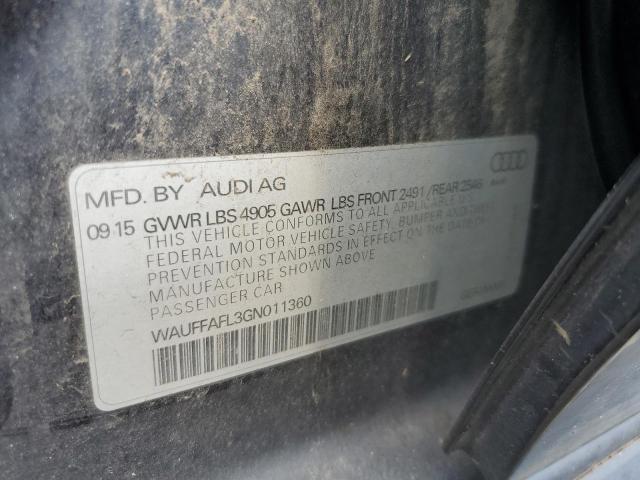 MFD. BY AUDI AG
09 15 GVWR LBS 4905 GAWR LBS FRONT 2491 / REAR 2546
THIS VEHICLE CONFORMS TO ALL APPLICABLE U.S.
FEDERAL MOTOR VEHICLE SAFETY, BUMPER AND THEFT
PREVENTION STANDARDS IN EFFECT ON THE DATE OF
MANUFACTURE SHOWN ABOVE
PASSENGER CAR
WAUFFAFL3GN011360
GERMANY